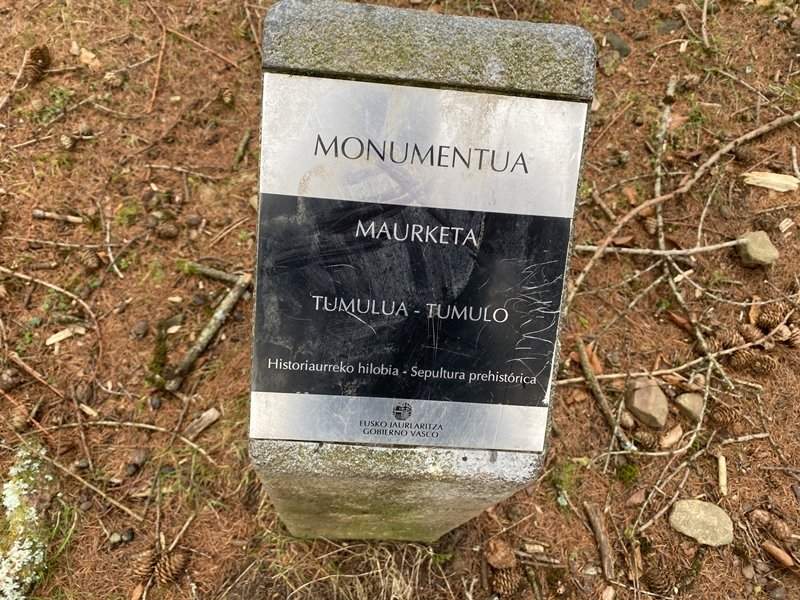 MONUMENTUA
MAURKETA
TUMULUA - TUMULO
Historiaurreko hilobia - Sepultura prehistórica
EUSKO JAURLARITZA
GOBIERNO VASCO